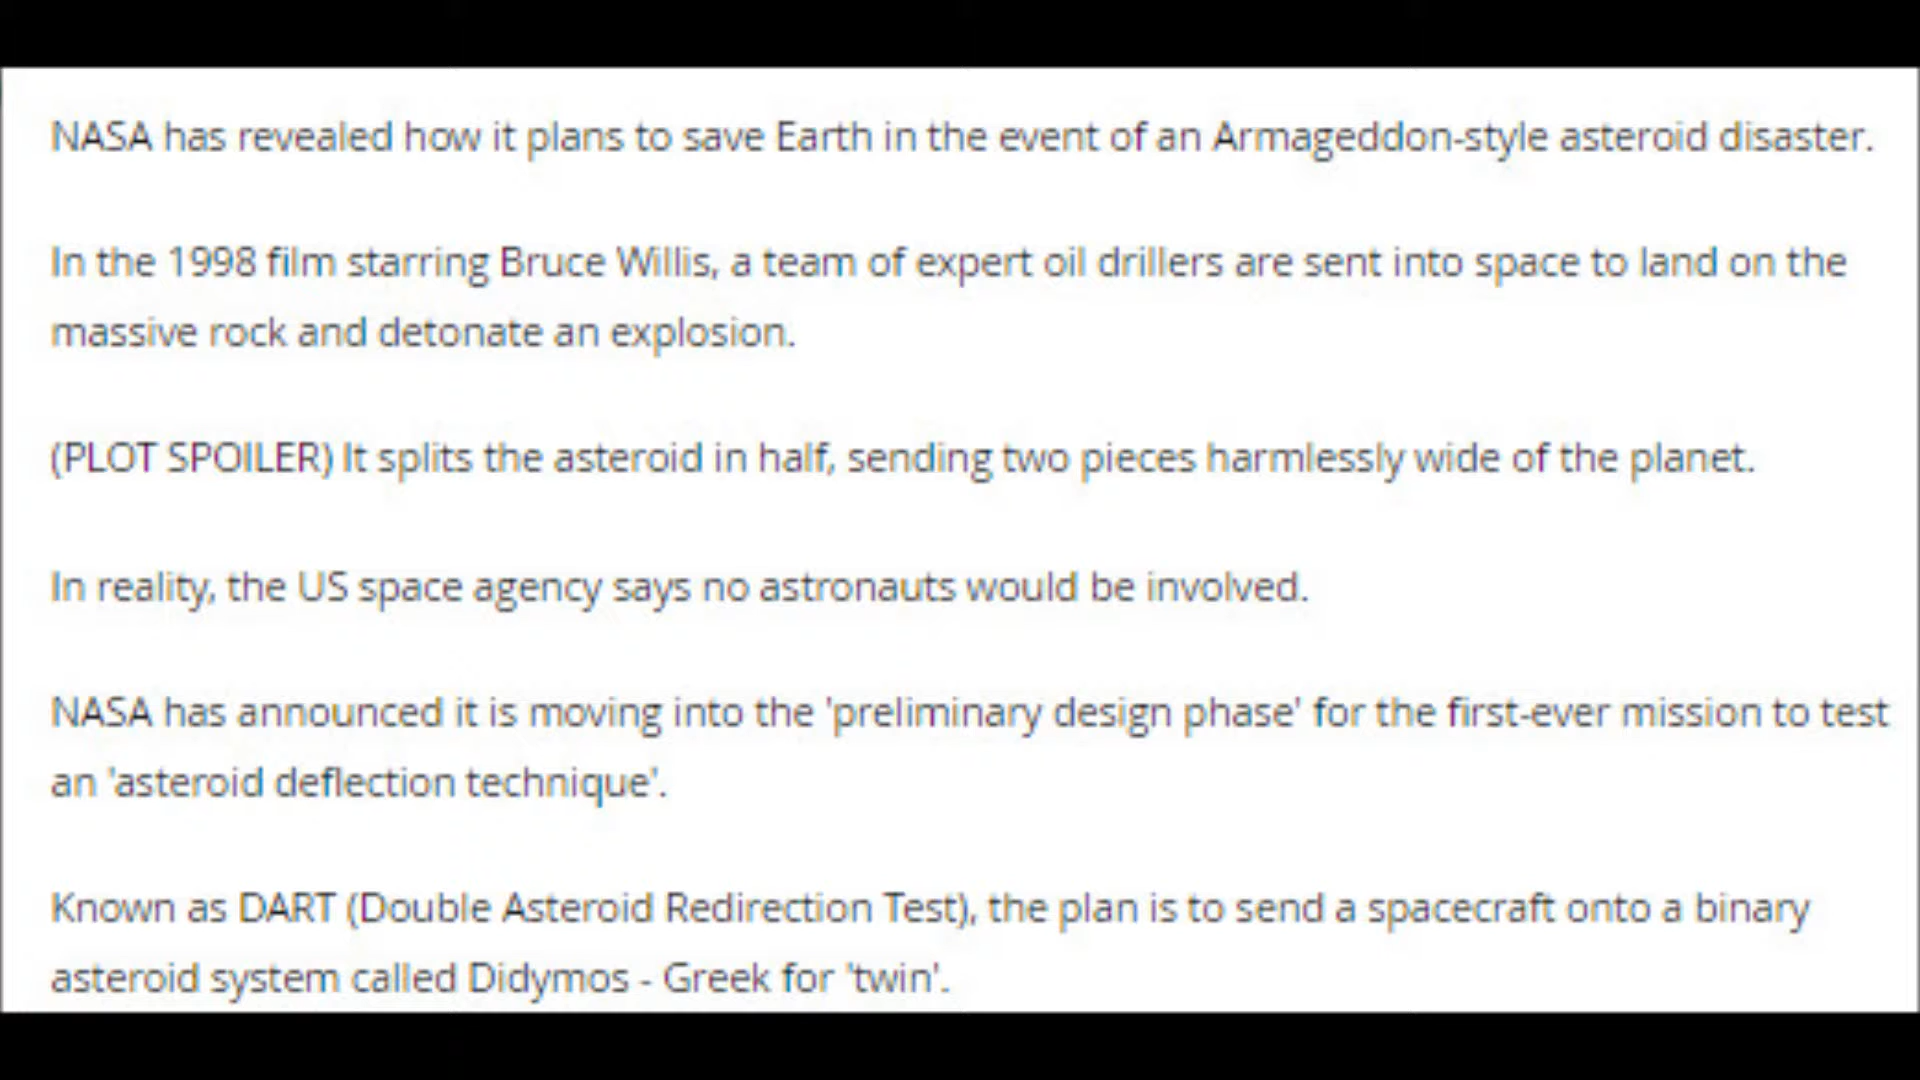 NASA has revealed how it plans to save Earth in the event of an Armageddon-style asteroid disaster.
In the 1998 film starring Bruce Willis, a team of expert oil drillers are sent into space to land on the
massive rock and detonate an explosion.
(PLOT SPOILER) It splits the asteroid in half, sending two pieces harmlessly wide of the planet.
In reality, the US space agency says no astronauts would be involved.
NASA has announced it is moving into the 'preliminary design phase' for the first-ever mission to test
an 'asteroid deflection technique'.
Known as DART (Double Asteroid Redirection Test), the plan is to send a spacecraft onto a binary
asteroid system called Didymos - Greek for 'twin'.